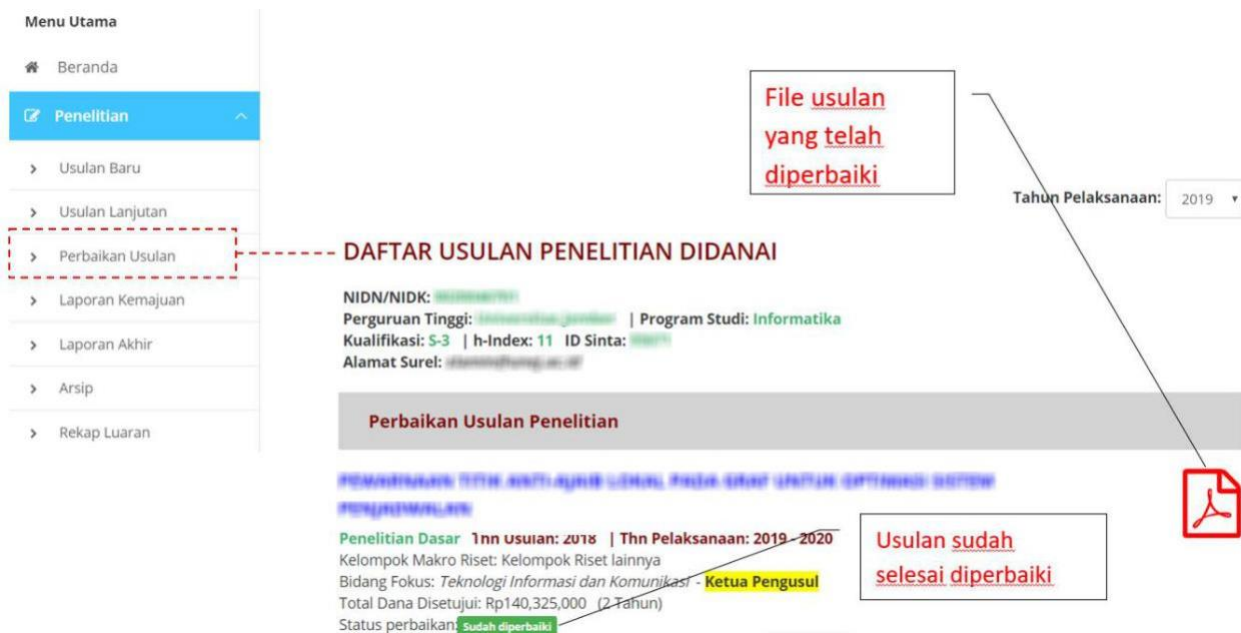 Menu Utama
Beranda
Penelitian
Usulan Baru
Usulan Lanjutan
Perbaikan Usulan
Laporan Kemajuan
Laporan Akhir
Arsip
Rekap Luaran
File usulan
yang telah
diperbaiki
Tahun Pelaksanaan: 2019
DAFTAR USULAN PENELITIAN DIDANAI
NIDN/NIDK:
Perguruan Tinggi: | Program Studi: Informatika
Kualifikasi: S-3 | h-Index: 11 ID Sinta:
Alamat Surel:
Perbaikan Usulan Penelitian
Penelitian Dasar Thn Usulan: 2018 | Thn Pelaksanaan: 2019 - 2020
Kelompok Makro Riset: Kelompok Riset lainnya
Bidang Fokus: Teknologi Informasi dan Komunikasi - Ketua Pengusul
Total Dana Disetujui: Rp140,325,000 (2 Tahun)
Status perbaikan: Sudah diperbaiki
Usulan sudah
selesai diperbaiki